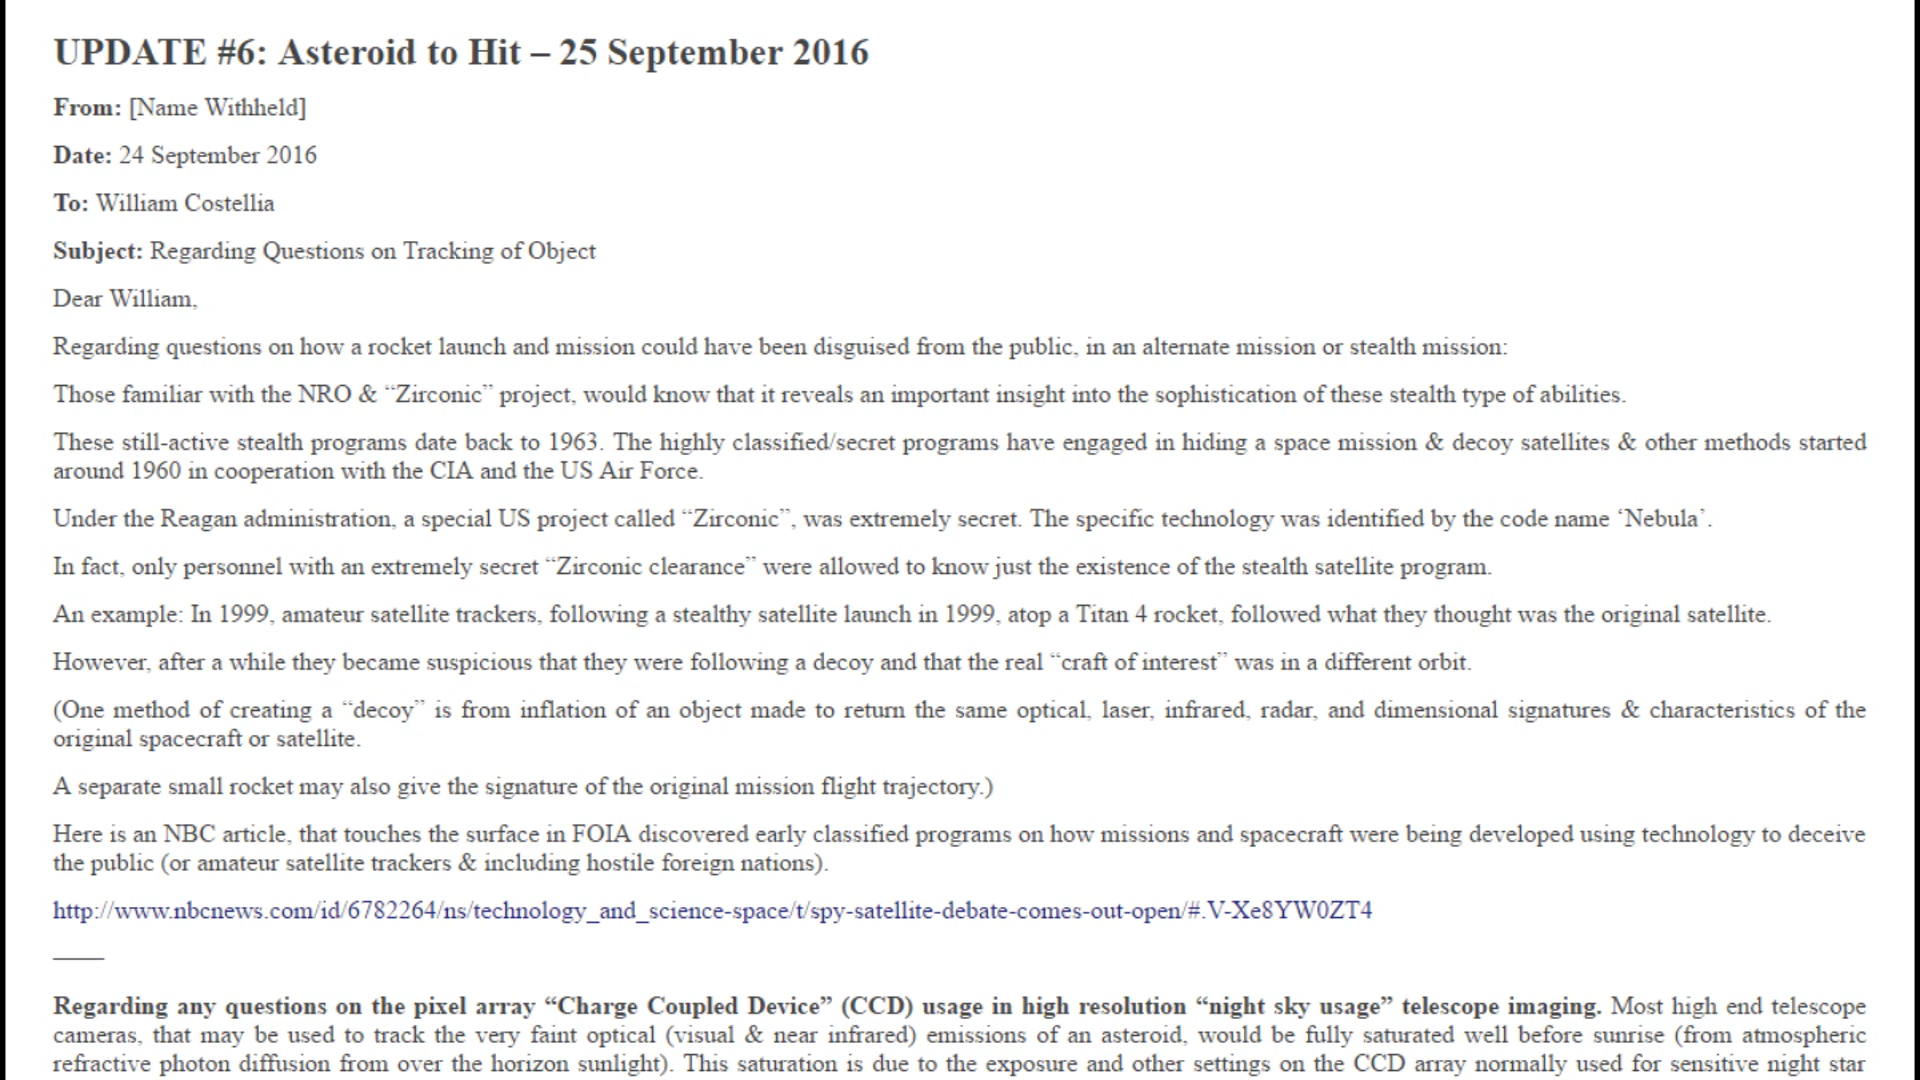 UPDATE #6: Asteroid to Hit – 25 September 2016
From: [Name Withheld]
Date: 24 September 2016
To: William Costellia
Subject: Regarding Questions on Tracking of Object
Dear William,
Regarding questions on how a rocket launch and mission could have been disguised from the public, in an alternate mission or stealth mission:
Those familiar with the NRO & “Zirconic” project, would know that it reveals an important insight into the sophistication of these stealth type of abilities.
These still-active stealth programs date back to 1963. The highly classified/secret programs have engaged in hiding a space mission & decoy satellites & other methods started
around 1960 in cooperation with the CIA and the US Air Force.
Under the Reagan administration, a special US project called “Zirconic”, was extremely secret. The specific technology was identified by the code name ‘Nebula’.
In fact, only personnel with an extremely secret “Zirconic clearance” were allowed to know just the existence of the stealth satellite program.
An example: In 1999, amateur satellite trackers, following a stealthy satellite launch in 1999, atop a Titan 4 rocket, followed what they thought was the original satellite.
However, after a while they became suspicious that they were following a decoy and that the real “craft of interest” was in a different orbit.
(One method of creating a “decoy” is from inflation of an object made to return the same optical, laser, infrared, radar, and dimensional signatures & characteristics of the
original spacecraft or satellite.
A separate small rocket may also give the signature of the original mission flight trajectory.)
Here is an NBC article, that touches the surface in FOIA discovered early classified programs on how missions and spacecraft were being developed using technology to deceive
the public (or amateur satellite trackers & including hostile foreign nations).
http://www.nbcnews.com/id/6782264/ns/technology_and_science-space/t/spy-satellite-debate-comes-out-open/#.V-Xe8YW0ZT4
Regarding any questions on the pixel array “Charge Coupled Device” (CCD) usage in high resolution “night sky usage” telescope imaging. Most high end telescope
cameras, that may be used to track the very faint optical (visual & near infrared) emissions of an asteroid, would be fully saturated well before sunrise (from atmospheric
refractive photon diffusion from over the horizon sunlight). This saturation is due to the exposure and other settings on the CCD array normally used for sensitive night star